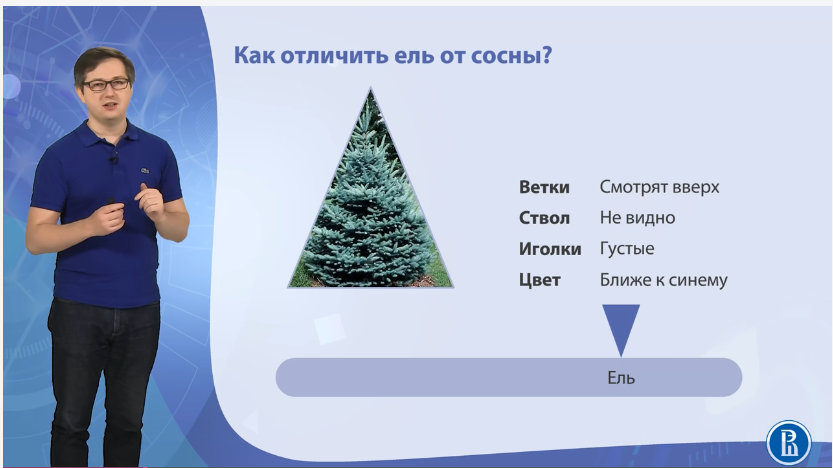 Как отличить ель от сосны?
Ветки Смотрят вверх
Ствол Не видно
Иголки Густые
Цвет Ближе к синему
Ель